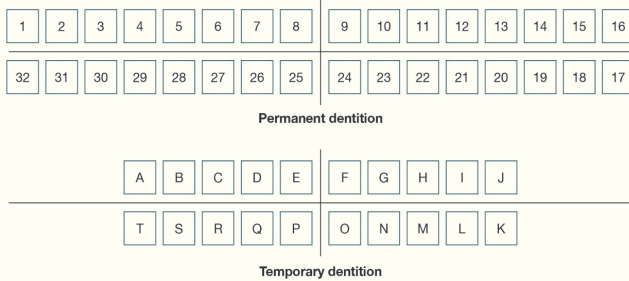 1 2 3 4 5 6 7 8 9 10 11 12 13 14 15 16
32 31 30 29 28 27 26 25 24 23 22 21 20 19 18 17
Permanent dentition
A B C D E F G H I J
T S R Q P O N M L K
Temporary dentition